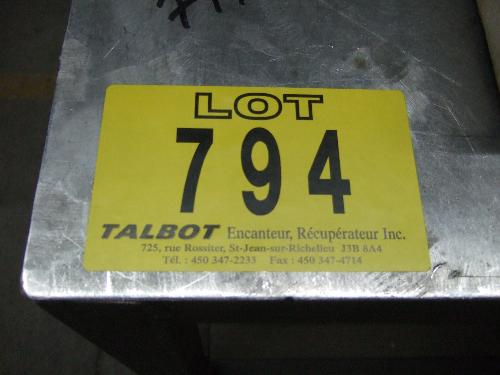 LOT
794
TALBOT Encanteur, Récupérateur Inc.
725, rue Rossiter, St-Jean-sur-Richelieu J3B 8A4
Tél. : 450 347-2233 Fax : 450 347-4714